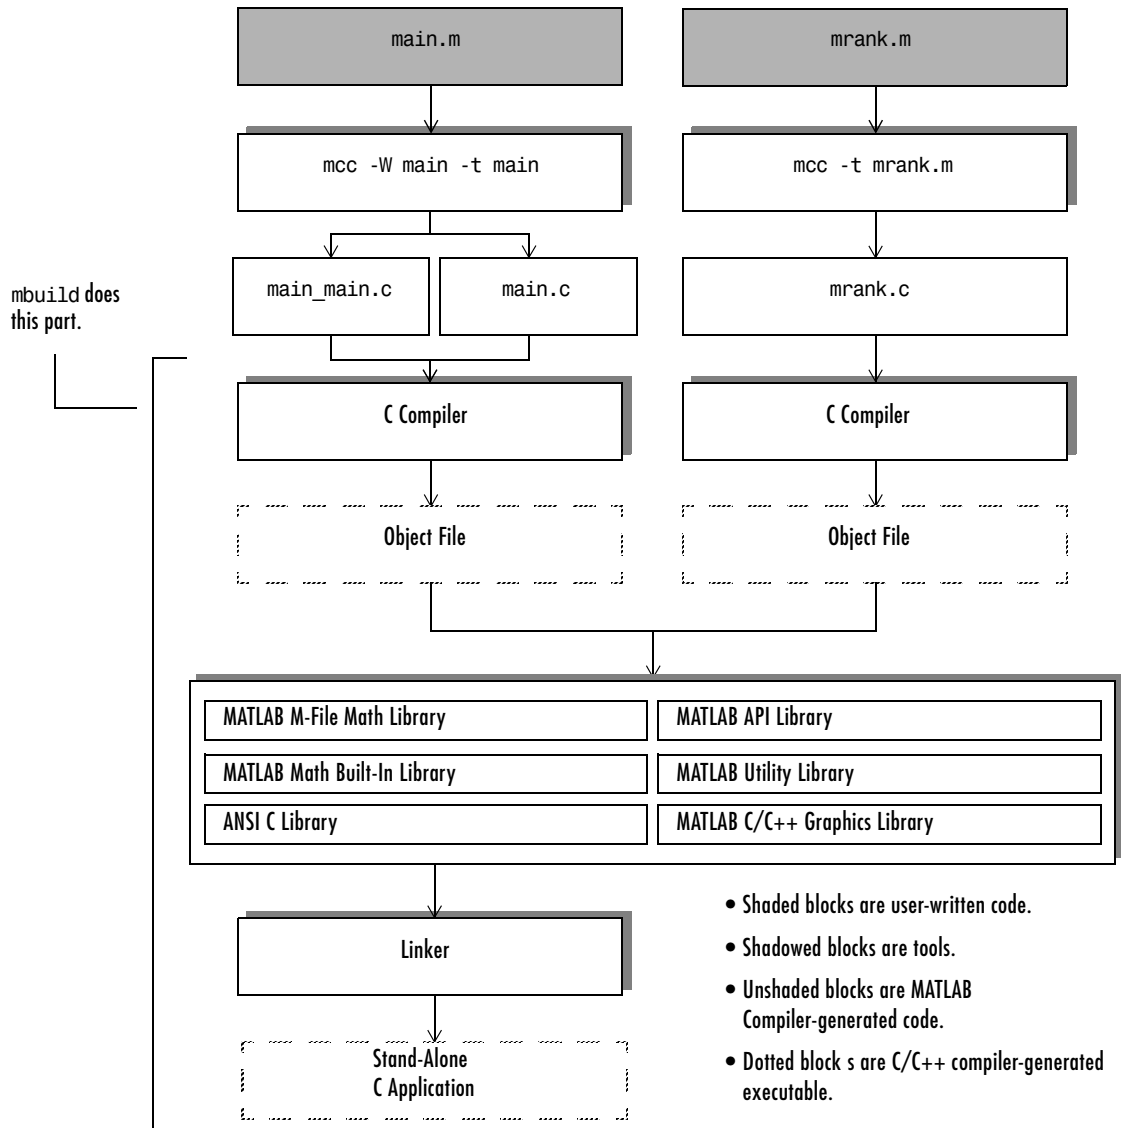 main.m
mrank.m
mcc -W main -t main
mcc -t mrank.m
main_main.c
main.c
mrank.c
mbuild does
this part.
C Compiler
C Compiler
Object File
Object File
MATLAB M-File Math Library
MATLAB API Library
MATLAB Math Built-In Library
MATLAB Utility Library
ANSI C Library
MATLAB C/C++ Graphics Library
Linker
Stand-Alone
C Application
• Shaded blocks are user-written code.
• Shadowed blocks are tools.
• Unshaded blocks are MATLAB
Compiler-generated code.
• Dotted block s are C/C++ compiler-generated
executable.